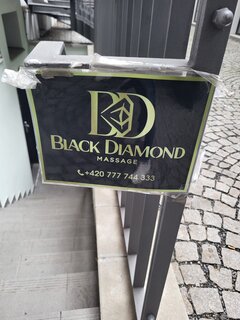 BD
BLACK DIAMOND
MASSAGE
+420 777 744 333